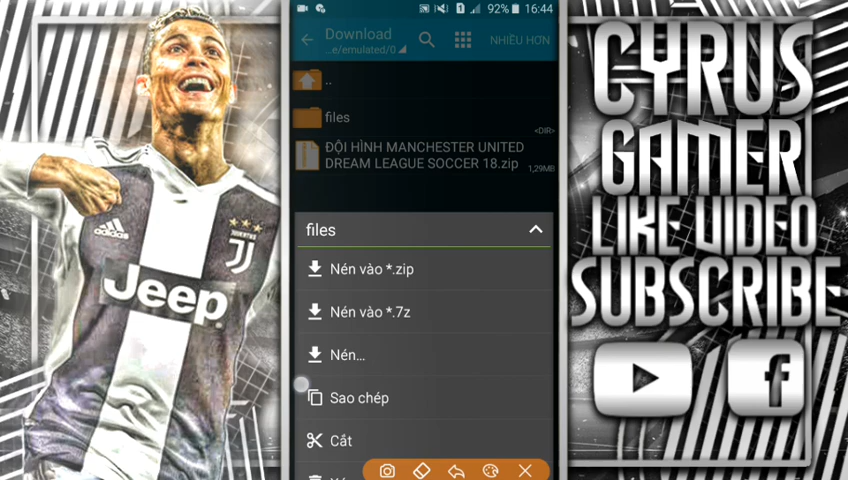 92% 16:44
Download
...e/emulated/0
NHIỀU HƠN
..
files
<DIR>
ĐỘI HÌNH MANCHESTER UNITED
DREAM LEAGUE SOCCER 18.zip
1,29MB
files
Nén vào *.zip
Nén vào *.7z
Nén...
Sao chép
Cắt
adidas
JUVENTUS
Jeep
CYRUS
GAMER
LIKE VIDEO
SUBSCRIBE